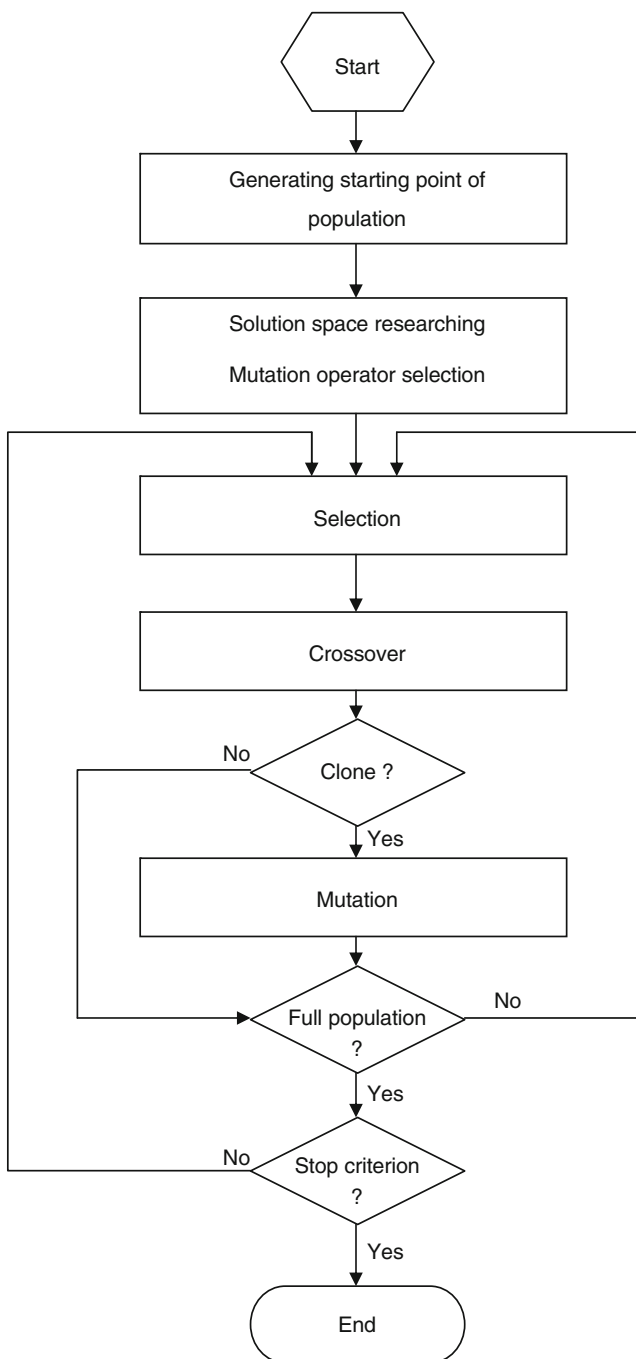 Start
Generating starting point of
population
Solution space researching
Mutation operator selection
Selection
Crossover
No
Clone ?
Yes
Mutation
Full population
?
No
Yes
No
Stop criterion
?
Yes
End